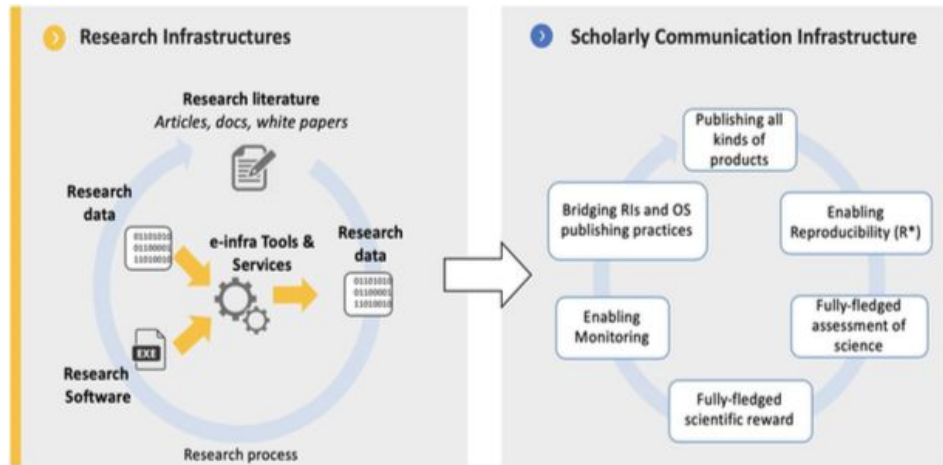 Research Infrastructures
Research literature
Articles, docs, white papers
Research
data
01101010
01100001
11010010
e-infra Tools &
Services
Research
data
01101010
01100001
11010010
EXE
Research
Software
Research process
Scholarly Communication Infrastructure
Publishing all
kinds of
products
Bridging RIs and OS
publishing practices
Enabling
Reproducibility (R*)
Enabling
Monitoring
Fully-fledged
assessment of
science
Fully-fledged
scientific reward